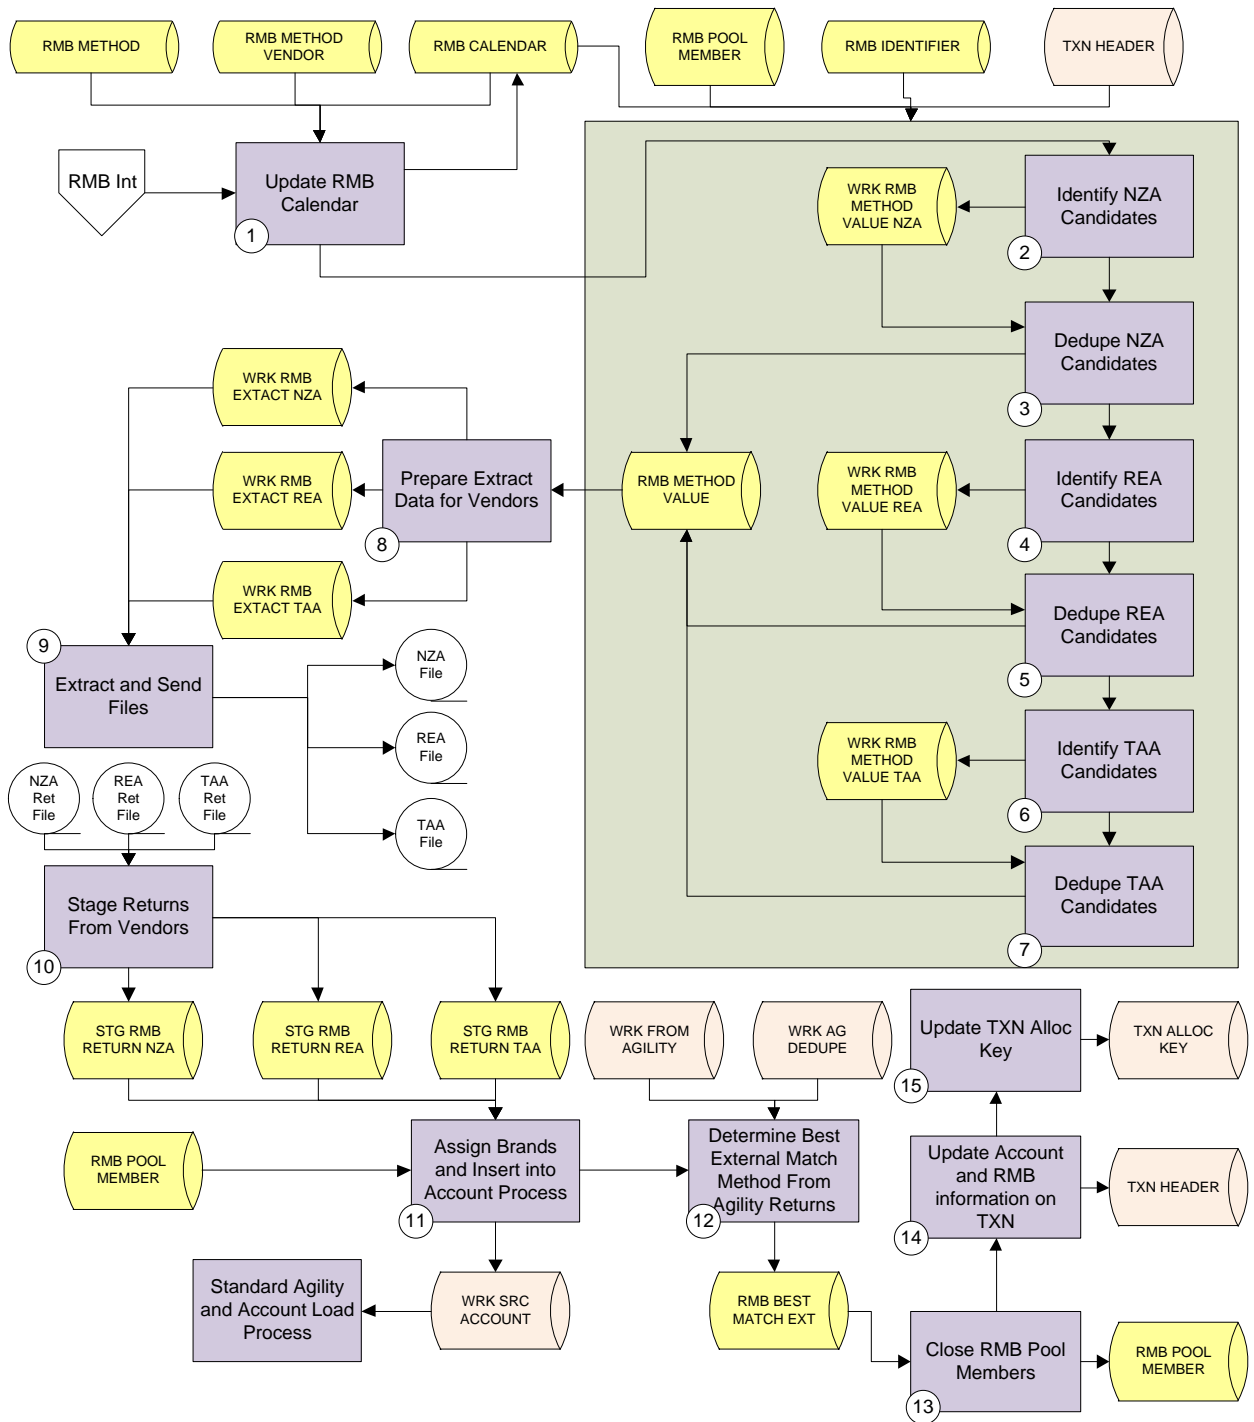 RMB METHOD
RMB METHOD
VENDOR
RMB CALENDAR
RMB POOL
MEMBER
RMB IDENTIFIER
TXN HEADER
RMB Int
Update RMB
Calendar
1
WRK RMB
METHOD
VALUE NZA
Identify NZA
Candidates
2
Dedupe NZA
Candidates
3
WRK RMB
EXTACT NZA
WRK RMB
EXTRACT REA
WRK RMB
EXTRACT TAA
Prepare Extract
Data for Vendors
8
RMB METHOD
VALUE
WRK RMB
METHOD
VALUE REA
Identify REA
Candidates
4
Dedupe REA
Candidates
5
9
Extract and Send
Files
NZA
File
REA
File
TAA
File
WRK RMB
METHOD
VALUE TAA
Identify TAA
Candidates
6
Dedupe TAA
Candidates
7
NZA
Ret
File
REA
Ret
File
TAA
Ret
File
Stage Returns
From Vendors
10
STG RMB
RETURN NZA
STG RMB
RETURN REA
STG RMB
RETURN TAA
WRK FROM
AGILITY
WRK AG
DEDUPE
Update TXN Alloc
Key
15
TXN ALLOC
KEY
RMB POOL
MEMBER
Assign Brands
and Insert into
Account Process
11
Determine Best
External Match
Method From
Agility Returns
12
Update Account
and RMB
information on
TXN
14
TXN HEADER
Standard Agility
and Account Load
Process
WRK SRC
ACCOUNT
RMB BEST
MATCH EXT
Close RMB Pool
Members
13
RMB POOL
MEMBER